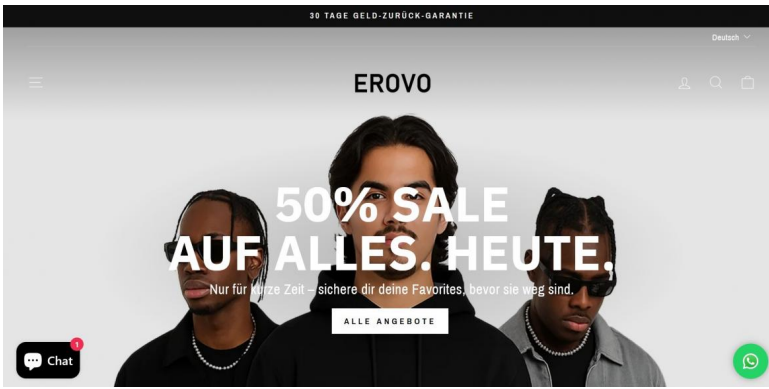 30 TAGE GELD-ZURÜCK-GARANTIE
Deutsch
EROVO
50% SALE
AUF ALLES. HEUTE.
Nur für kurze Zeit – sichere dir deine Favorites, bevor sie weg sind.
ALLE ANGEBOTE
Chat
1